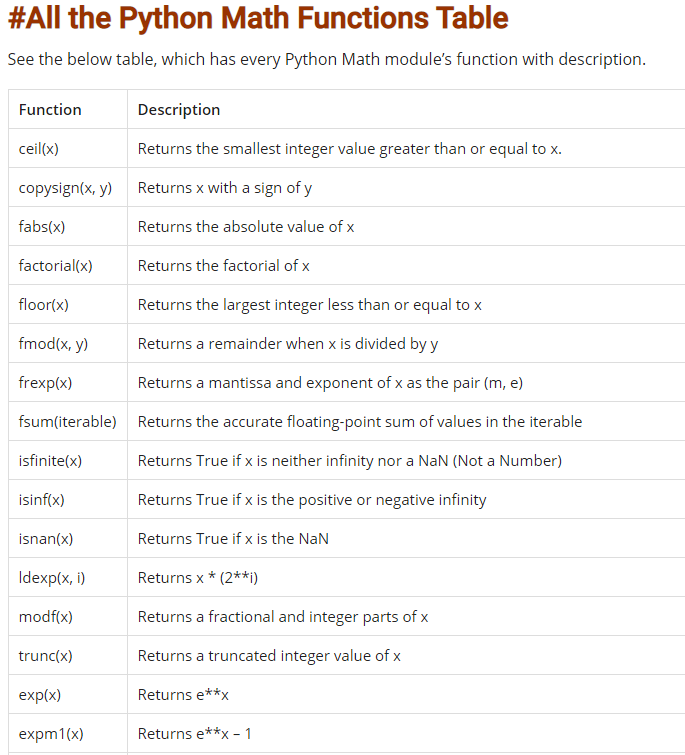 #All the Python Math Functions Table
See the below table, which has every Python Math module’s function with description.
Function Description
ceil(x) Returns the smallest integer value greater than or equal to x.
copysign(x, y) Returns x with a sign of y
fabs(x) Returns the absolute value of x
factorial(x) Returns the factorial of x
floor(x) Returns the largest integer less than or equal to x
fmod(x, y) Returns a remainder when x is divided by y
frexp(x) Returns a mantissa and exponent of x as the pair (m, e)
fsum(iterable) Returns the accurate floating-point sum of values in the iterable
isfinite(x) Returns True if x is neither infinity nor a NaN (Not a Number)
isinf(x) Returns True if x is the positive or negative infinity
isnan(x) Returns True if x is the NaN
ldexp(x, i) Returns x * (2**i)
modf(x) Returns a fractional and integer parts of x
trunc(x) Returns a truncated integer value of x
exp(x) Returns e**x
expm1(x) Returns e**x – 1